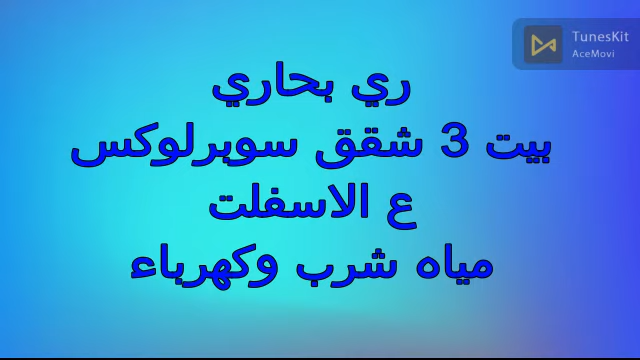 TunesKit
AceMovi
ري بحاري
بيت 3 شقق سوبرلوكس
ع الاسفلت
مياه شرب وكهرباء